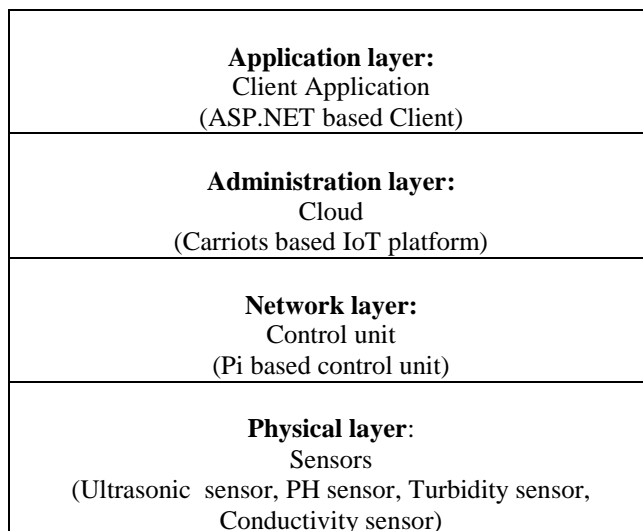 Application layer:
Client Application
(ASP.NET based Client)
Administration layer:
Cloud
(Carriots based IoT platform)
Network layer:
Control unit
(Pi based control unit)
Physical layer:
Sensors
(Ultrasonic sensor, PH sensor, Turbidity sensor,
Conductivity sensor)